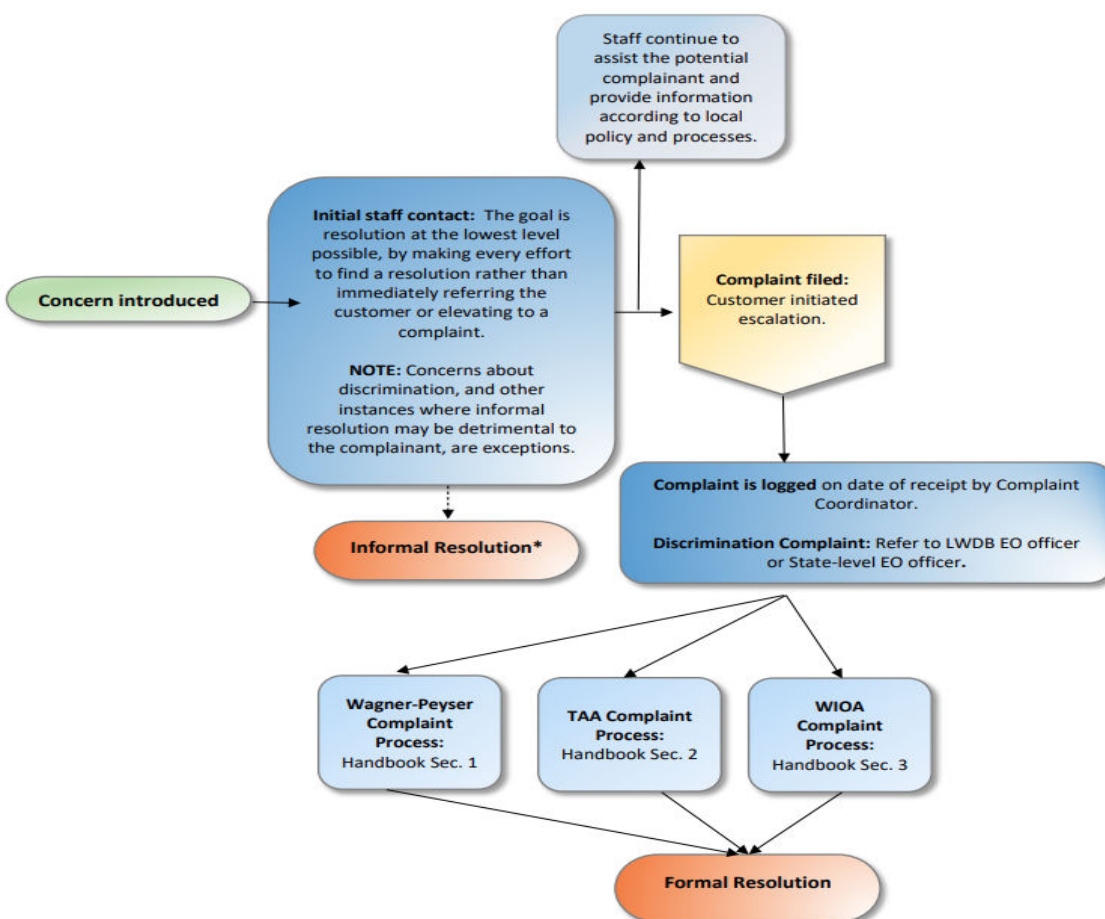 Staff continue to
assist the potential
complainant and
provide information
according to local
policy and processes.
Concern introduced
Initial staff contact: The goal is
resolution at the lowest level
possible, by making every effort
to find a resolution rather than
immediately referring the
customer or elevating to a
complaint.
NOTE: Concerns about
discrimination, and other
instances where informal
resolution may be detrimental to
the complainant, are exceptions.
Complaint filed:
Customer initiated
escalation.
Informal Resolution*
Complaint is logged on date of receipt by Complaint
Coordinator.
Discrimination Complaint: Refer to LWDB EO officer
or State-level EO officer.
Wagner-Peyser
Complaint
Process:
Handbook Sec. 1
TAA Complaint
Process:
Handbook Sec. 2
WIOA
Complaint
Process:
Handbook Sec. 3
Formal Resolution